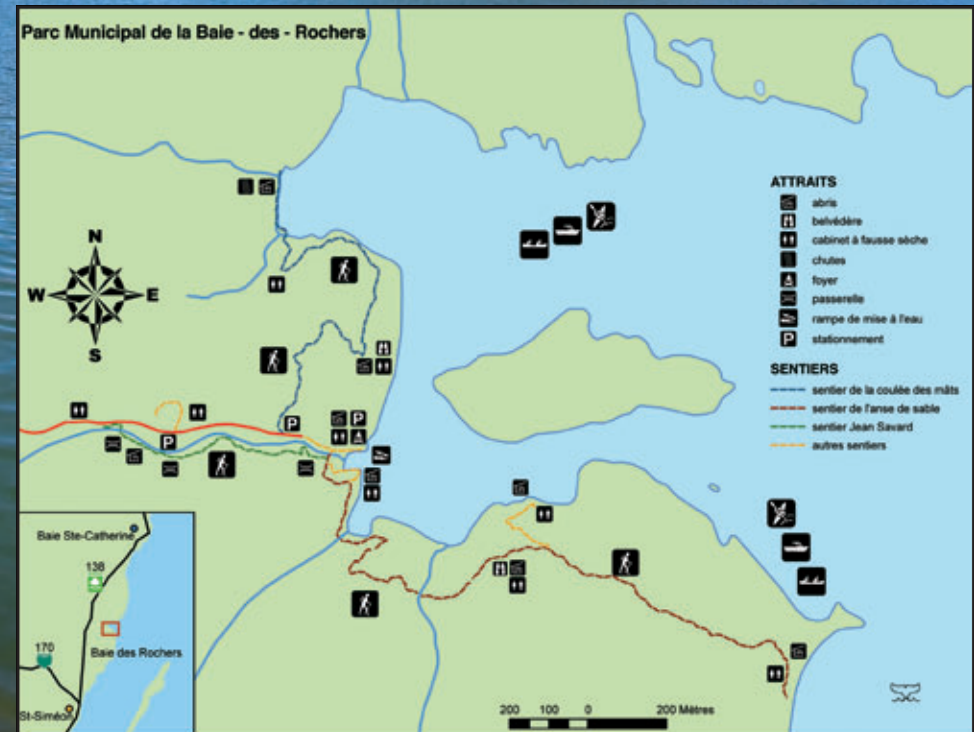 Parc Municipal de la Baie - des - Rochers
N
W E
S
ATTRAITS
abris
belvédère
cabinet à fausse sèche
chutes
foyer
passerelle
rampe de mise à l'eau
P stationnement
SENTIERS
sentier de la coulée des mâts
sentier de l'anse de sable
sentier Jean Savard
autres sentiers
P
P
P
Baie Ste-Catherine
138
Baie des Rochers
170
St-Siméon
200 100 0 200 Mètres